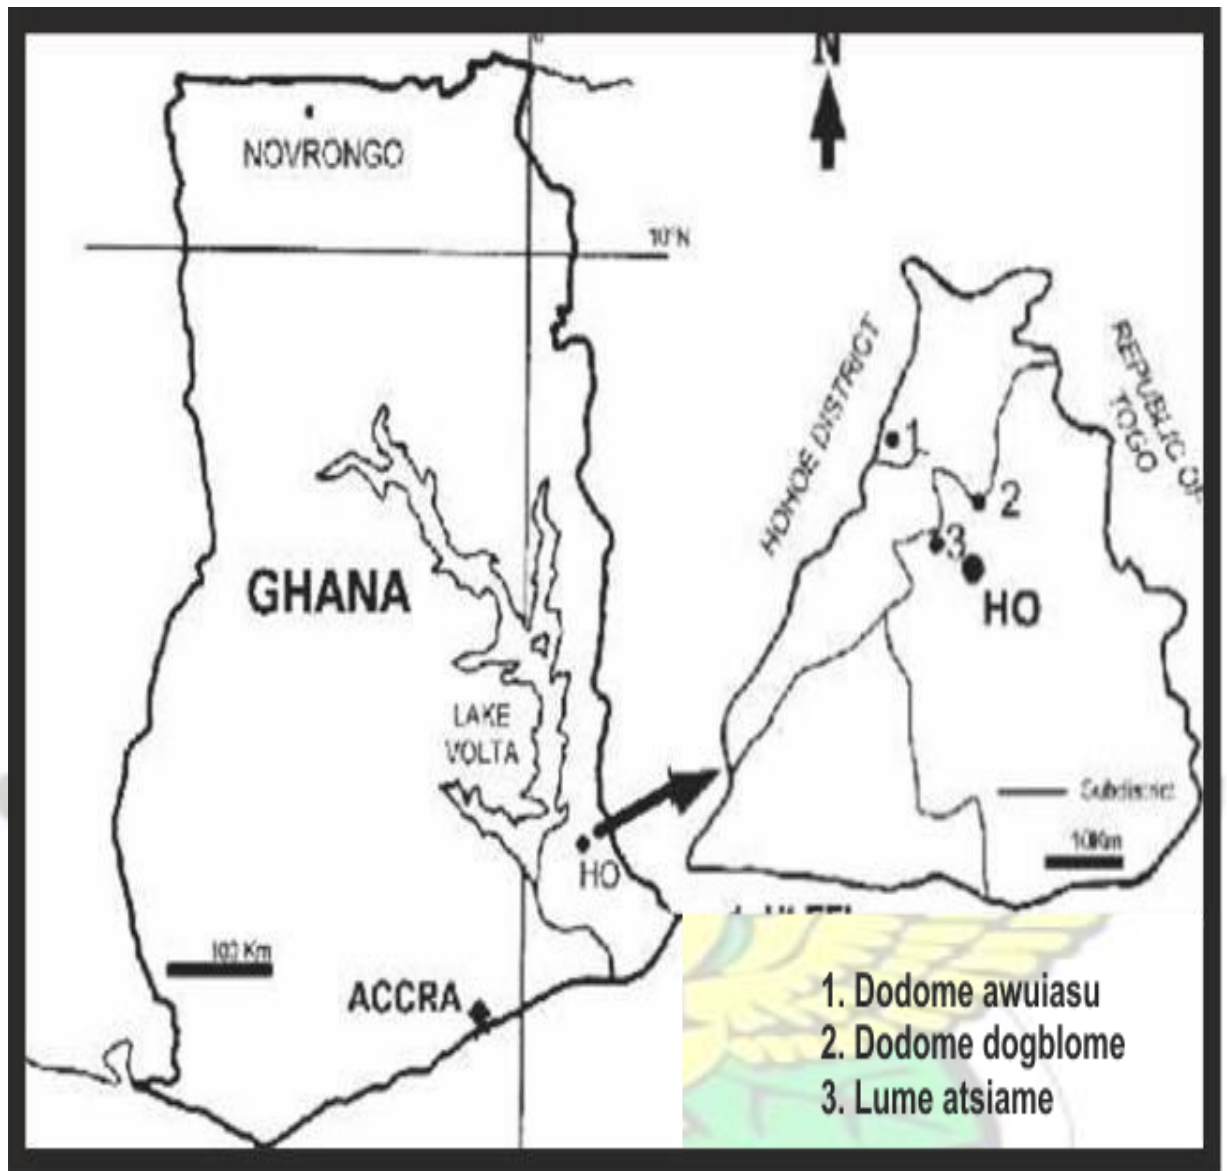 N
NOVRONGO
10°N
HOHOE DISTRICT
REPUBLIC OF
TOGO
1
2
3
HO
GHANA
LAKE
VOLTA
Subdistrict
10Km
HO
100 Km
ACCRA
1. Dodome awuiasu
2. Dodome dogblome
3. Lume atsiame